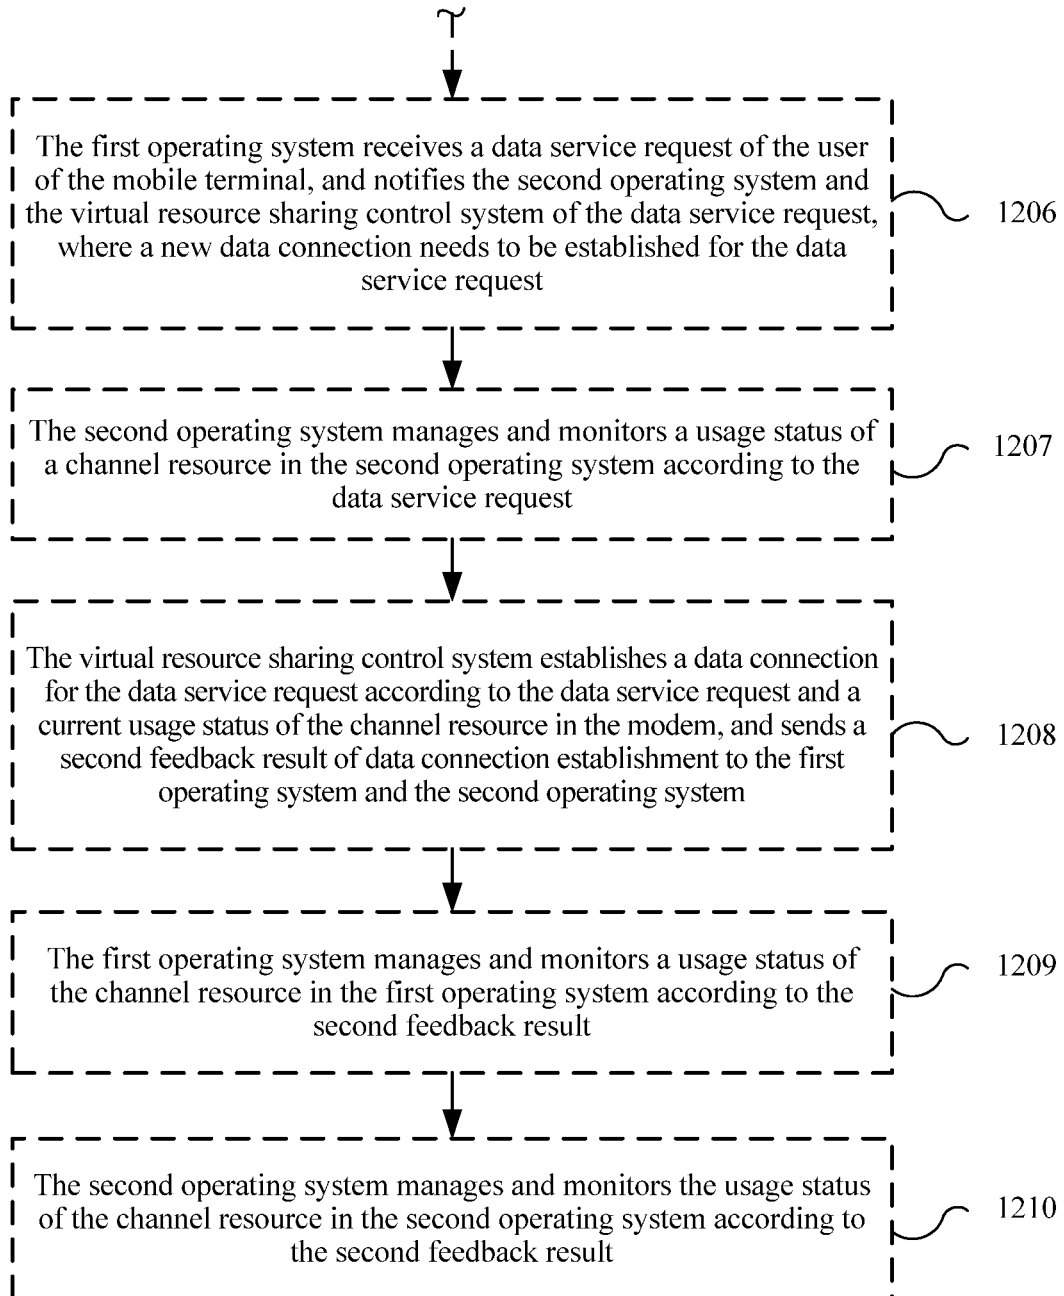 The first operating system receives a data service request of the user
of the mobile terminal, and notifies the second operating system and
the virtual resource sharing control system of the data service request,
where a new data connection needs to be established for the data
service request
1206
The second operating system manages and monitors a usage status of
a channel resource in the second operating system according to the
data service request
1207
The virtual resource sharing control system establishes a data connection
for the data service request according to the data service request and a
current usage status of the channel resource in the modem, and sends a
second feedback result of data connection establishment to the first
operating system and the second operating system
1208
The first operating system manages and monitors a usage status of
the channel resource in the first operating system according to the
second feedback result
1209
The second operating system manages and monitors the usage status
of the channel resource in the second operating system according to
the second feedback result
1210